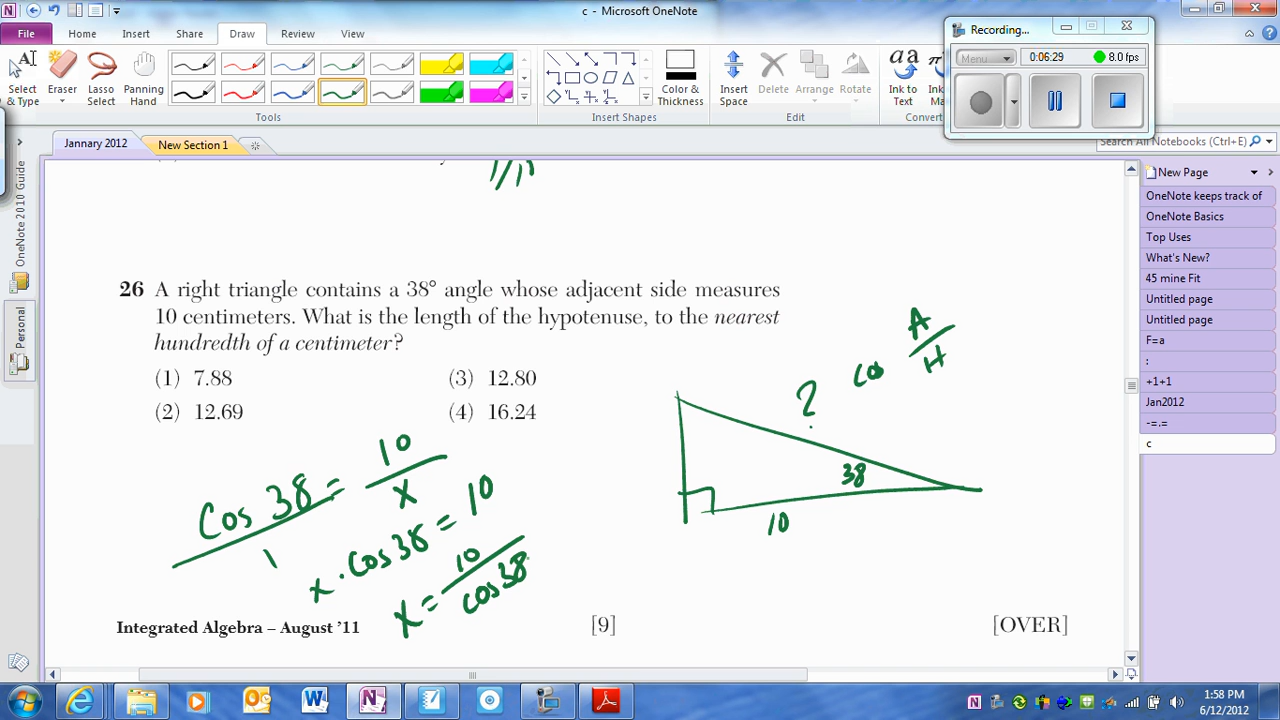 c - Microsoft OneNote
File Home Insert Share Draw Review View
Recording...
Menu 0:06:29 8.0 fps
Select & Type
Eraser
Lasso Select
Panning Hand
Color & Thickness
Insert Space
Delete
Arrange
Rotate
Ink to Text
Tools
Insert Shapes
Edit
Jannary 2012
New Section 1
Search All Notebooks (Ctrl+E)
OneNote 2010 Guide
Personal
New Page
OneNote keeps track of
OneNote Basics
Top Uses
What's New?
45 mine Fit
Untitled page
Untitled page
F=a
:
+1+1
Jan2012
-=.=
c
26 A right triangle contains a 38° angle whose adjacent side measures
10 centimeters. What is the length of the hypotenuse, to the nearest
hundredth of a centimeter?
(1) 7.88 (3) 12.80
(2) 12.69 (4) 16.24
cos A/H
?
38
10
Cos 38/1 = 10/x
x · cos38 = 10
x = 10/cos38
Integrated Algebra – August '11 [9] [OVER]
1:58 PM
6/12/2012